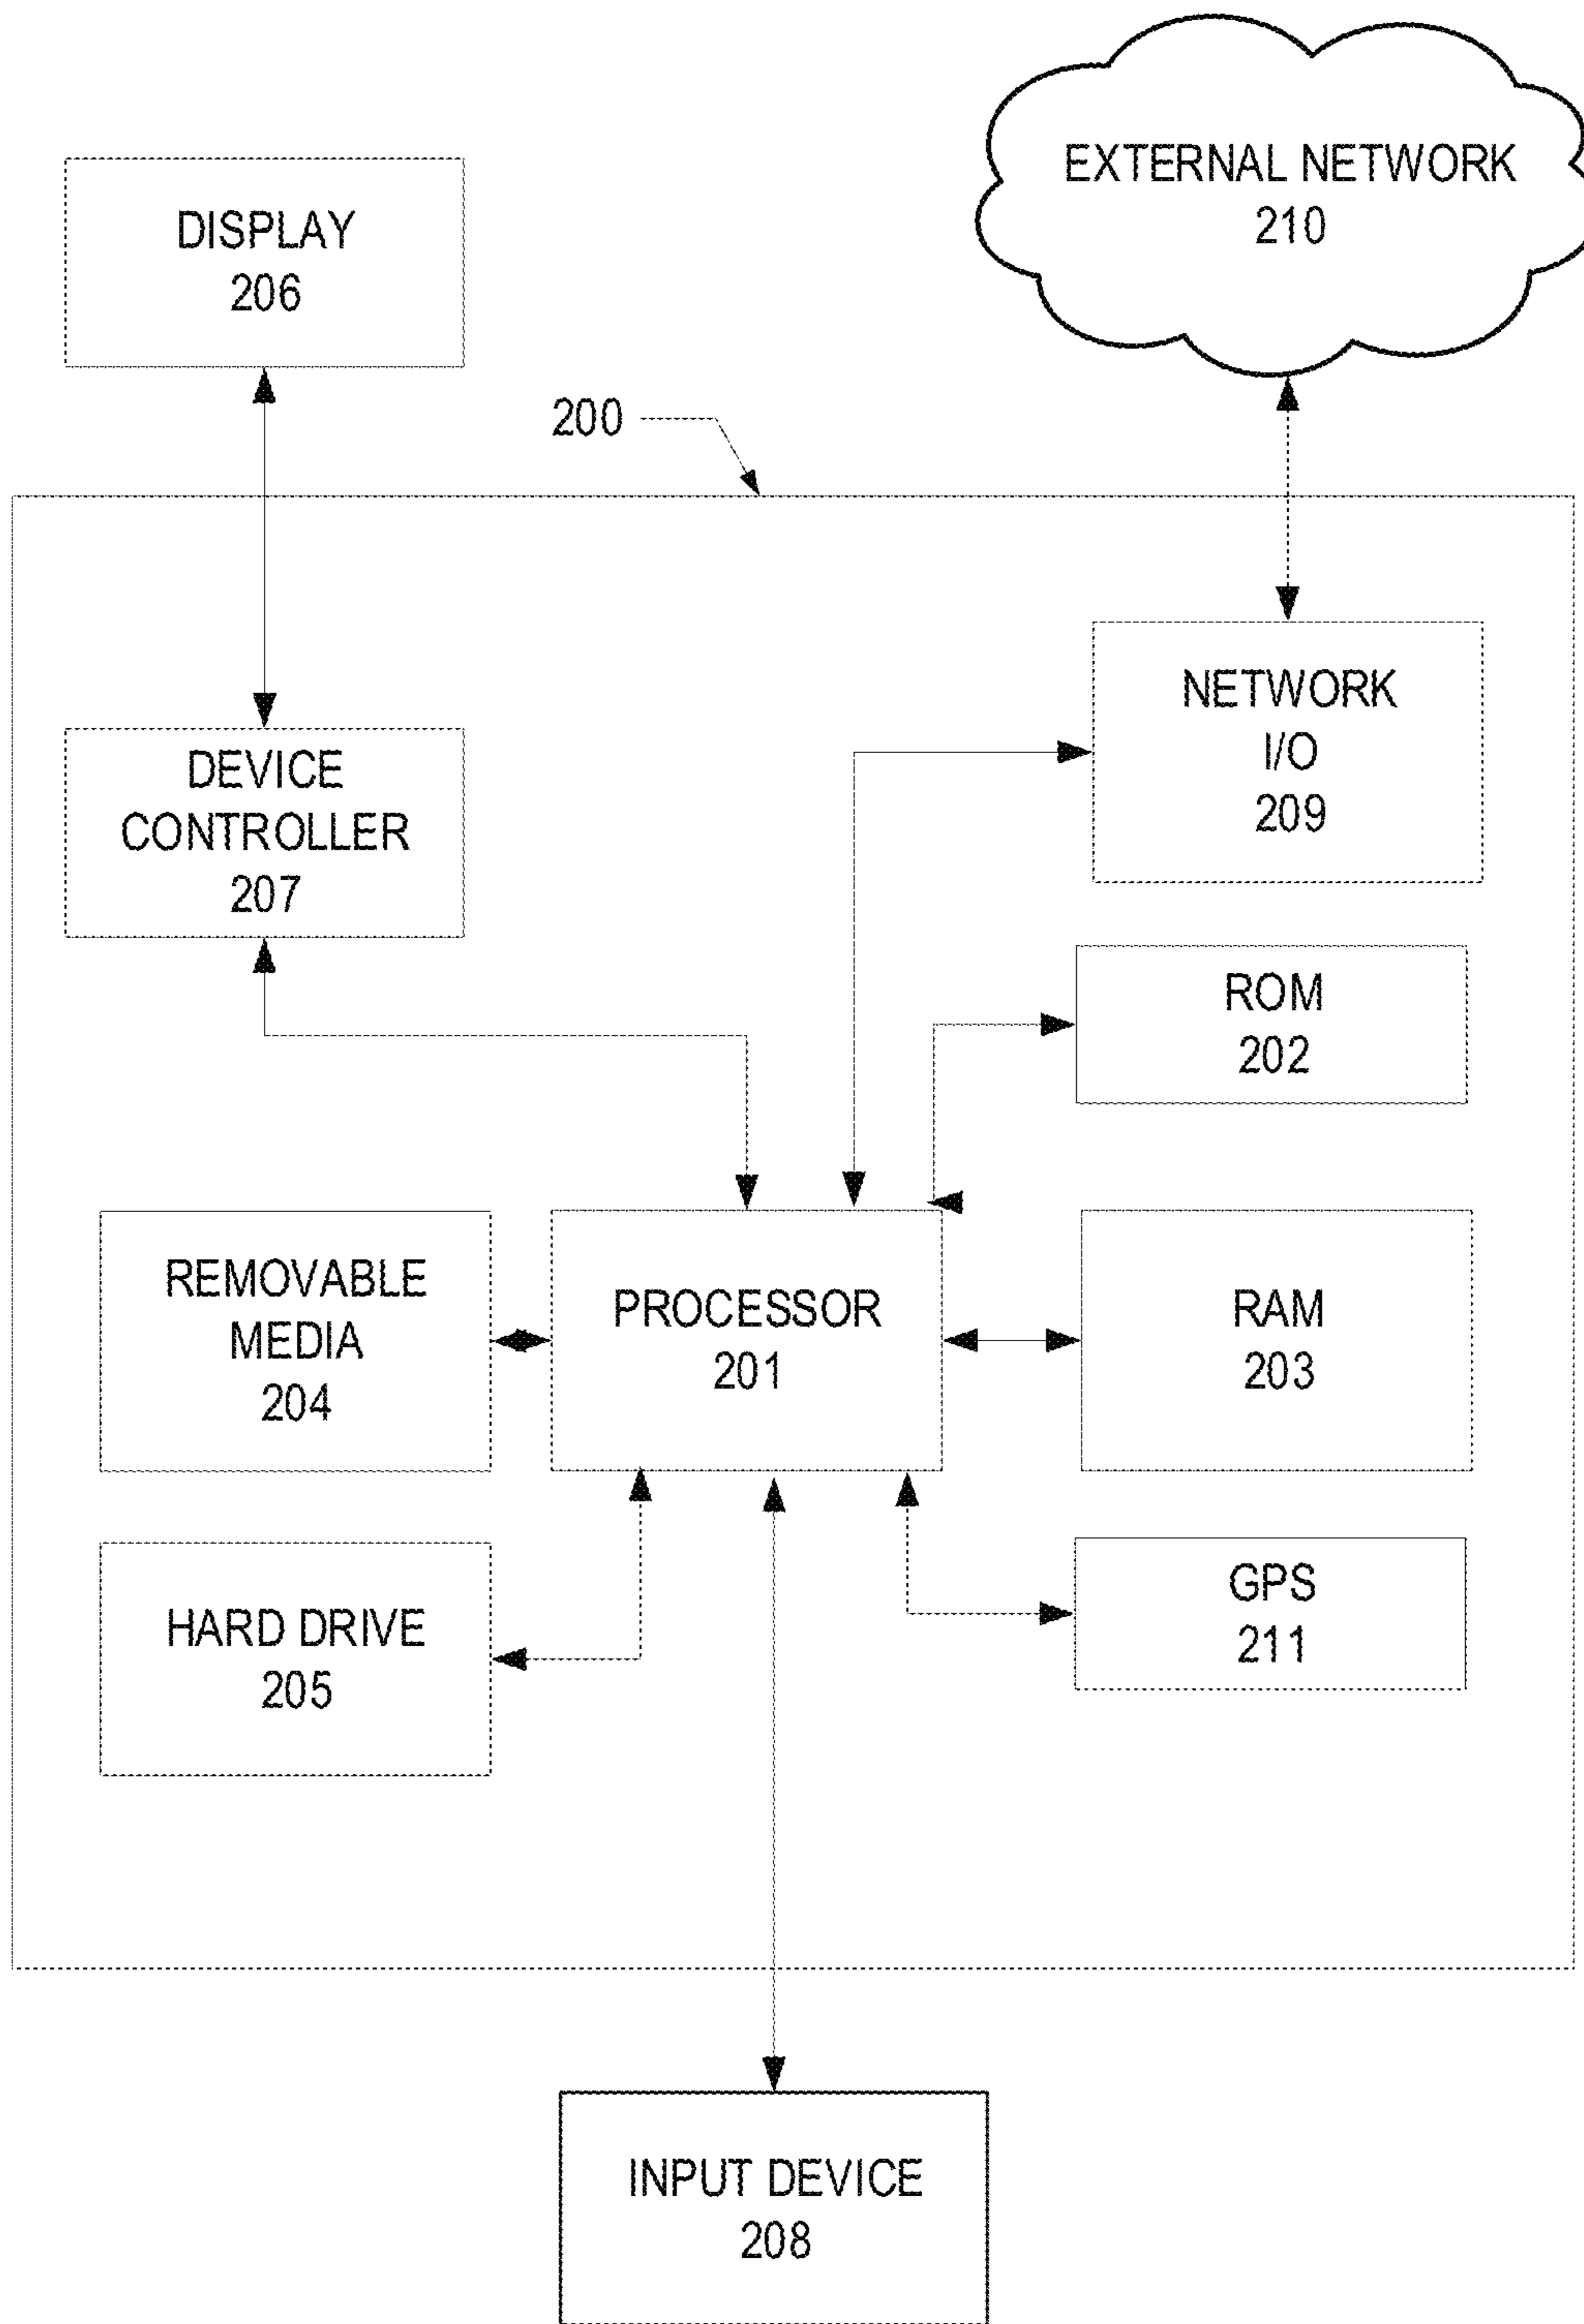 EXTERNAL NETWORK
210
DISPLAY
206
200
NETWORK
I/O
209
DEVICE
CONTROLLER
207
ROM
202
REMOVABLE
MEDIA
204
PROCESSOR
201
RAM
203
HARD DRIVE
205
GPS
211
INPUT DEVICE
208